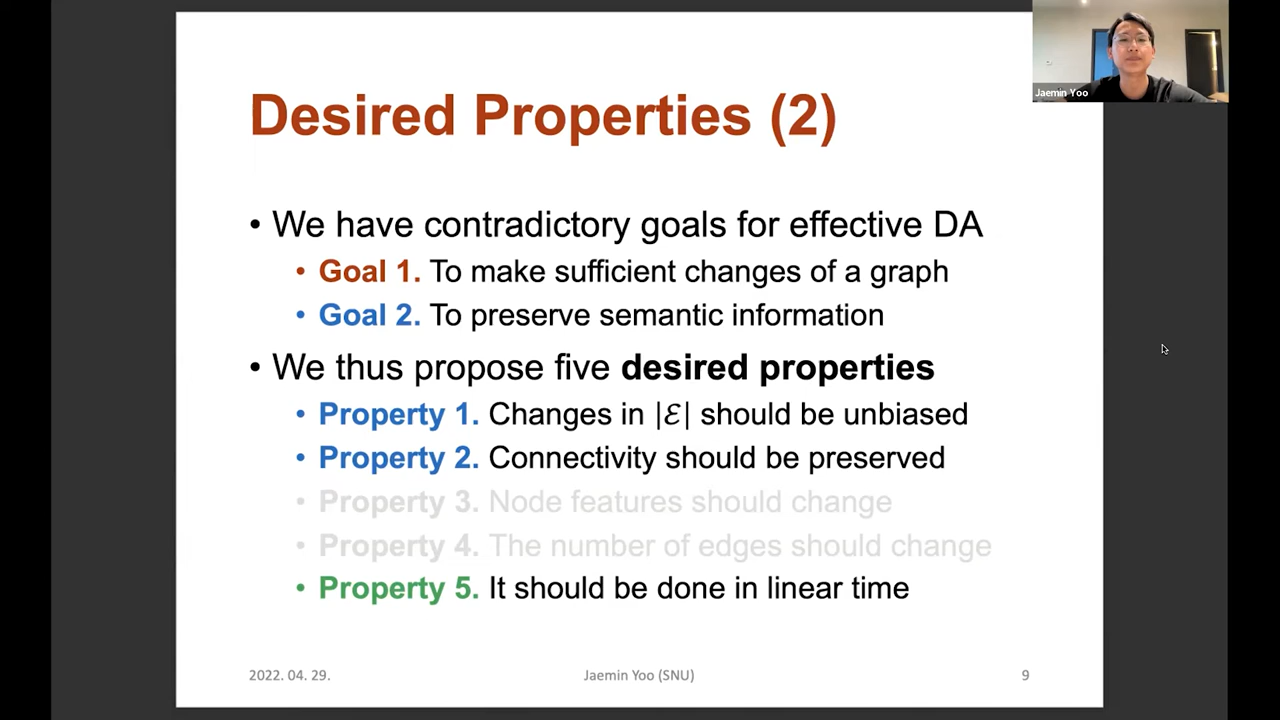 Jaemin Yoo
Desired Properties (2)
• We have contradictory goals for effective DA
• Goal 1. To make sufficient changes of a graph
• Goal 2. To preserve semantic information
• We thus propose five desired properties
• Property 1. Changes in |ℰ| should be unbiased
• Property 2. Connectivity should be preserved
• Property 3. Node features should change
• Property 4. The number of edges should change
• Property 5. It should be done in linear time
2022. 04. 29. Jaemin Yoo (SNU) 9